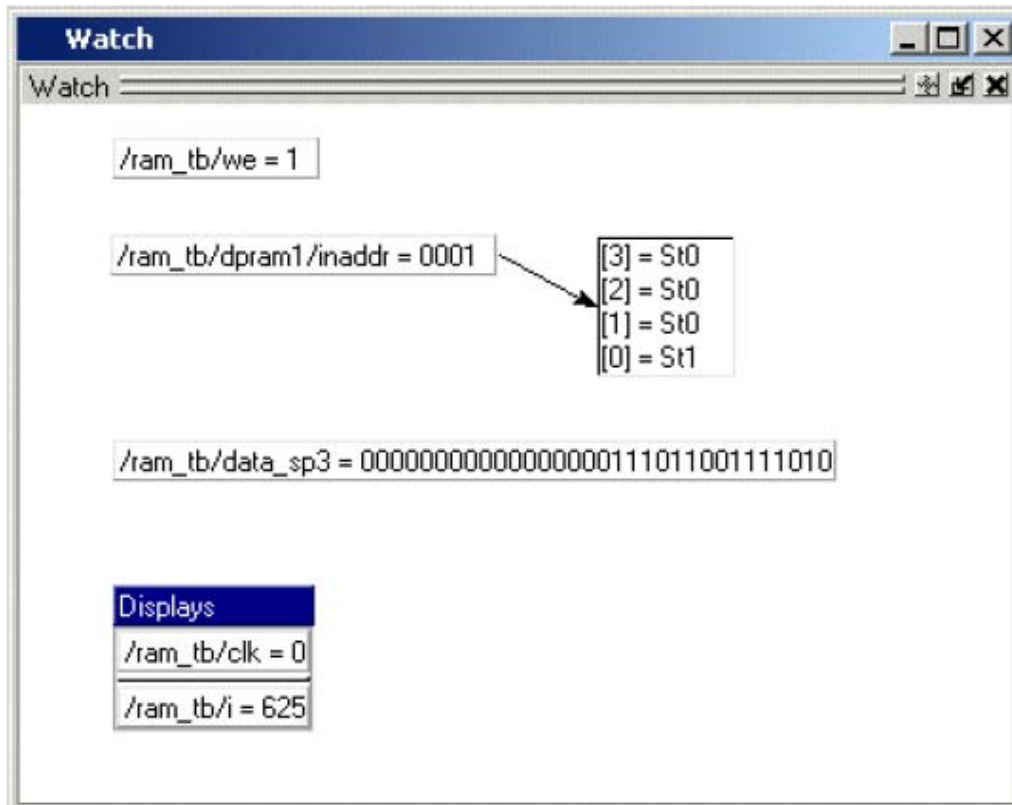 Watch
Watch
/ram_tb/we = 1
/ram_tb/dpram1/inaddr = 0001
[3] = St0
[2] = St0
[1] = St0
[0] = St1
/ram_tb/data_sp3 = 00000000000000000111011001111010
Displays
/ram_tb/clk = 0
/ram_tb/i = 625